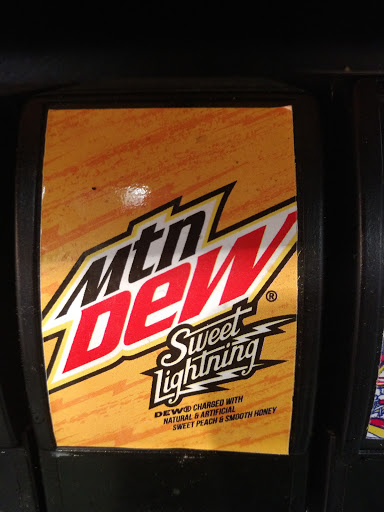 Mtn
DEW®
Sweet
Lightning
DEW® CHARGED WITH
NATURAL & ARTIFICIAL
SWEET PEACH & SMOOTH HONEY